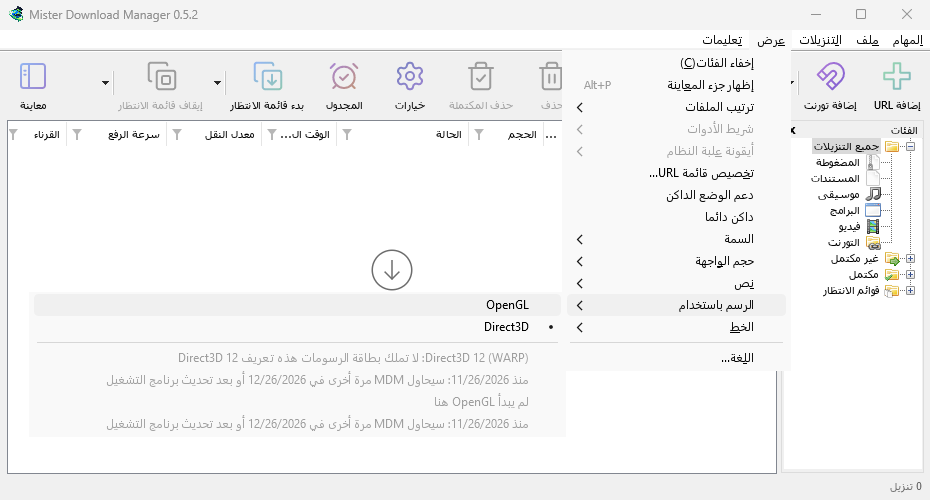 Mister Download Manager 0.5.2
المهام
ملف
التنزيلات
عرض
تعليمات
إضافة URL
إضافة تورنت
حذف
حذف المكتملة
خيارات
المجدول
بدء قائمة الانتظار
إيقاف قائمة الانتظار
معاينة
إخفاء الفئات(C)
إظهار جزء المعاينة Alt+P
ترتيب الملفات
شريط الأدوات
أيقونة علبة النظام
تخصيص قائمة URL...
دعم الوضع الداكن
داكن دائما
السمة
حجم الواجهة
نص
الرسم باستخدام
الخط
اللغة...
OpenGL
Direct3D
Direct3D 12 (WARP): لا تملك بطاقة الرسومات هذه تعريف Direct3D 12
منذ 11/26/2026: سيحاول MDM مرة أخرى في 12/26/2026 أو بعد تحديث برنامج التشغيل
لم يبدأ OpenGL هنا
منذ 11/26/2026: سيحاول MDM مرة أخرى في 12/26/2026 أو بعد تحديث برنامج التشغيل
...
الحجم
الحالة
الوقت ال...
معدل النقل
سرعة الرفع
القرناء
الفئات
جميع التنزيلات
المضغوطة
المستندات
موسيقى
البرامج
فيديو
التورنت
غير مكتمل
مكتمل
قوائم الانتظار
0 تنزيل